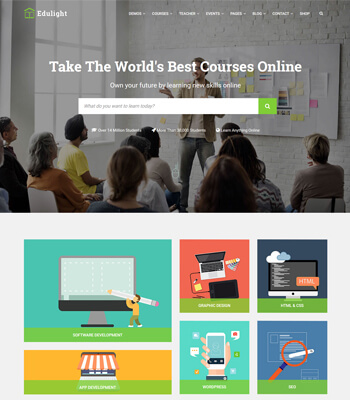 Edulight
DEMOS COURSES TEACHER EVENTS PAGES BLOG CONTACT SHOP
Take The World's Best Courses Online
Own your future by learning new skills online
What do you want to learn today?
Over 14 Million Students More Than 30,000 Students Learn Anything Online
SOFTWARE DEVELOPMENT
GRAPHIC DESIGN
HTML & CSS
HTML
APP DEVELOPMENT
WORDPRESS
SEO